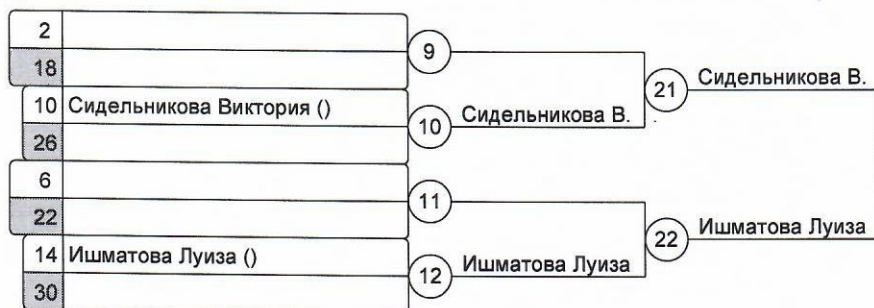 2
18
9
10 Сидельникова Виктория ()
26
10 Сидельникова В.
21 Сидельникова В.
6
22
11
14 Ишматова Луиза ()
30
12 Ишматова Луиза
22 Ишматова Луиза